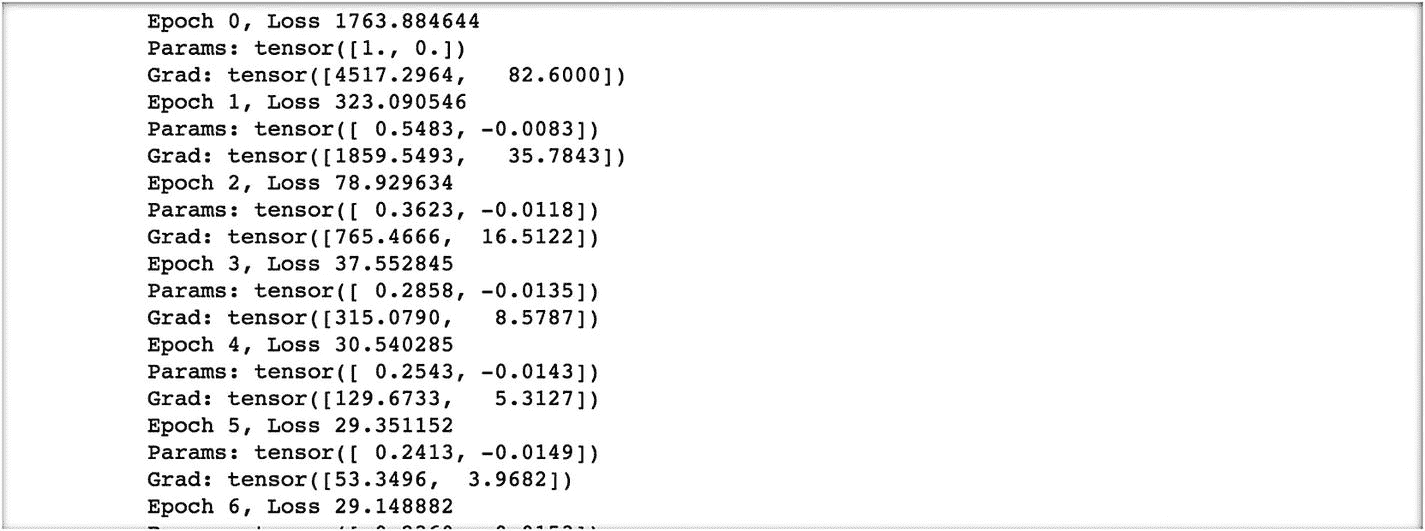 Epoch 0, Loss 1763.884644
Params: tensor([1., 0.])
Grad: tensor([4517.2964,   82.6000])
Epoch 1, Loss 323.090546
Params: tensor([ 0.5483, -0.0083])
Grad: tensor([1859.5493,   35.7843])
Epoch 2, Loss 78.929634
Params: tensor([ 0.3623, -0.0118])
Grad: tensor([765.4666,  16.5122])
Epoch 3, Loss 37.552845
Params: tensor([ 0.2858, -0.0135])
Grad: tensor([315.0790,   8.5787])
Epoch 4, Loss 30.540285
Params: tensor([ 0.2543, -0.0143])
Grad: tensor([129.6733,   5.3127])
Epoch 5, Loss 29.351152
Params: tensor([ 0.2413, -0.0149])
Grad: tensor([53.3496,  3.9682])
Epoch 6, Loss 29.148882